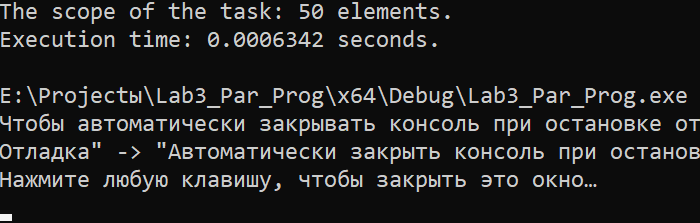 The scope of the task: 50 elements.
Execution time: 0.0006342 seconds.
E:\Projectы\Lab3_Par_Prog\x64\Debug\Lab3_Par_Prog.exe
Чтобы автоматически закрывать консоль при остановке от
Отладка" -> "Автоматически закрыть консоль при останов
Нажмите любую клавишу, чтобы закрыть это окно…